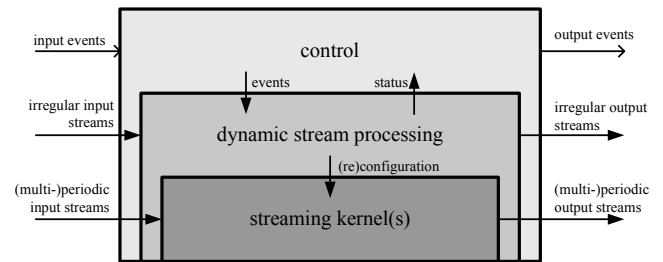 input events
control
output events
events
status
irregular input
streams
dynamic stream processing
irregular output
streams
(re)configuration
(multi-)periodic
input streams
streaming kernel(s)
(multi-)periodic
output streams